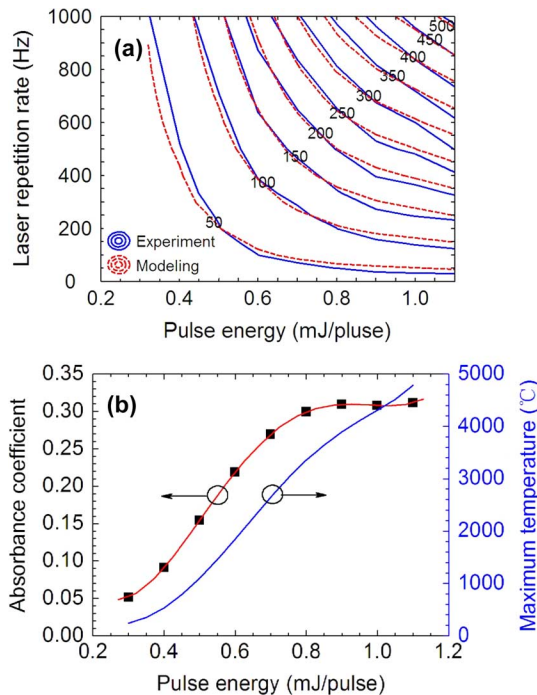 (a)
Laser repetition rate (Hz)
1000
800
600
400
200
0
50
100
150
200
250
300
350
400
450
500
Experiment
Modeling
0.2 0.4 0.6 0.8 1.0
Pulse energy (mJ/pluse)
(b)
Absorbance coefficient
0.35
0.30
0.25
0.20
0.15
0.10
0.05
0.00
5000
4000
3000
2000
1000
0
Maximum temperature (℃)
0.2 0.4 0.6 0.8 1.0 1.2
Pulse energy (mJ/pulse)